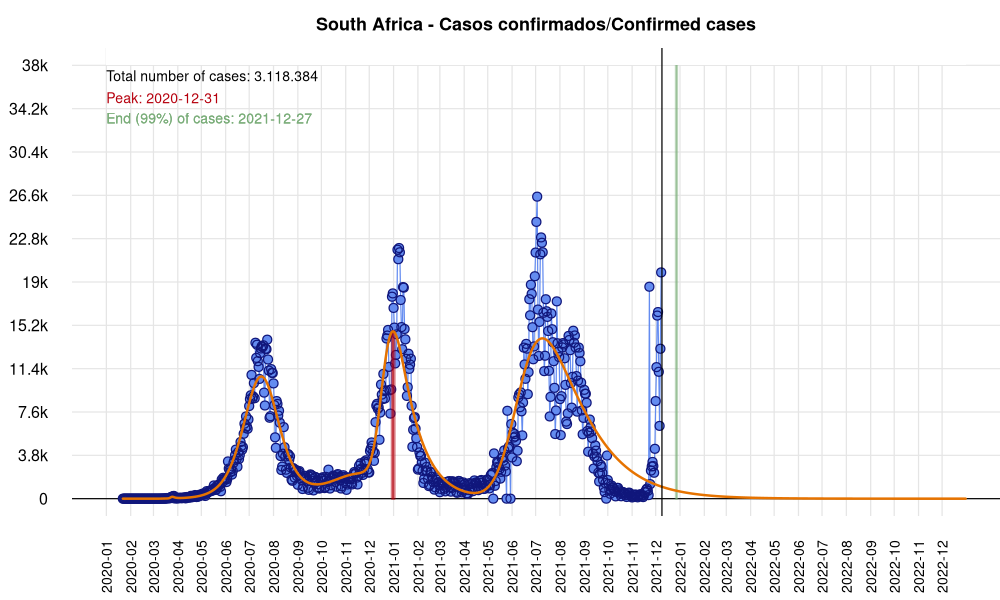 South Africa - Casos confirmados/Confirmed cases
Total number of cases: 3.118.384
Peak: 2020-12-31
End (99%) of cases: 2021-12-27
38k
34.2k
30.4k
26.6k
22.8k
19k
15.2k
11.4k
7.6k
3.8k
0
2020-01
2020-02
2020-03
2020-04
2020-05
2020-06
2020-07
2020-08
2020-09
2020-10
2020-11
2020-12
2021-01
2021-02
2021-03
2021-04
2021-05
2021-06
2021-07
2021-08
2021-09
2021-10
2021-11
2021-12
2022-01
2022-02
2022-03
2022-04
2022-05
2022-06
2022-07
2022-08
2022-09
2022-10
2022-11
2022-12